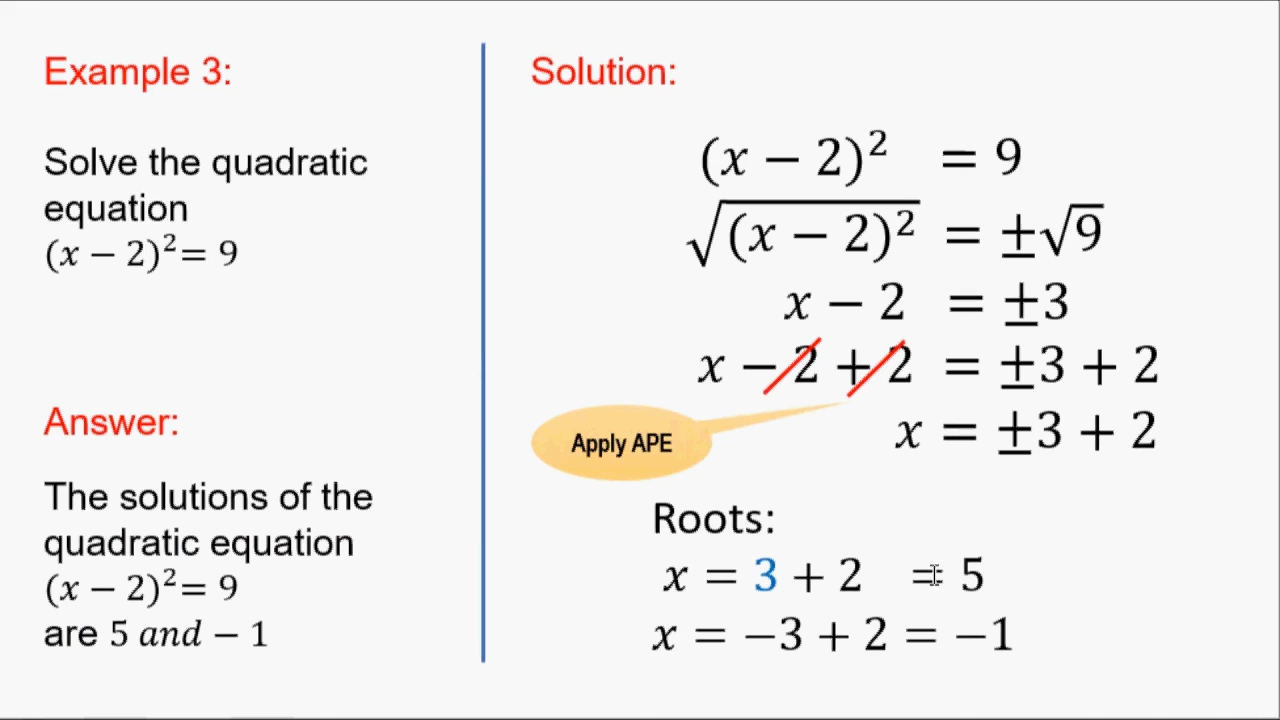 Example 3:
Solve the quadratic
equation
(x − 2)²= 9
Answer:
The solutions of the
quadratic equation
(x − 2)²= 9
are 5 and − 1
Solution:
(x − 2)² = 9
√(x − 2)² = ±√9
x − 2 = ±3
x − 2 + 2 = ±3 + 2
Apply APE
x = ±3 + 2
Roots:
x = 3 + 2 = 5
x = −3 + 2 = −1